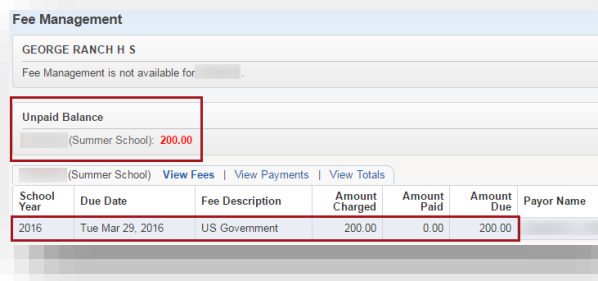 Fee Management
GEORGE RANCH H S
Fee Management is not available for .
Unpaid Balance
(Summer School): 200.00
(Summer School) View Fees | View Payments | View Totals
School Year Due Date Fee Description Amount Charged Amount Paid Amount Due Payor Name
2016 Tue Mar 29, 2016 US Government 200.00 0.00 200.00